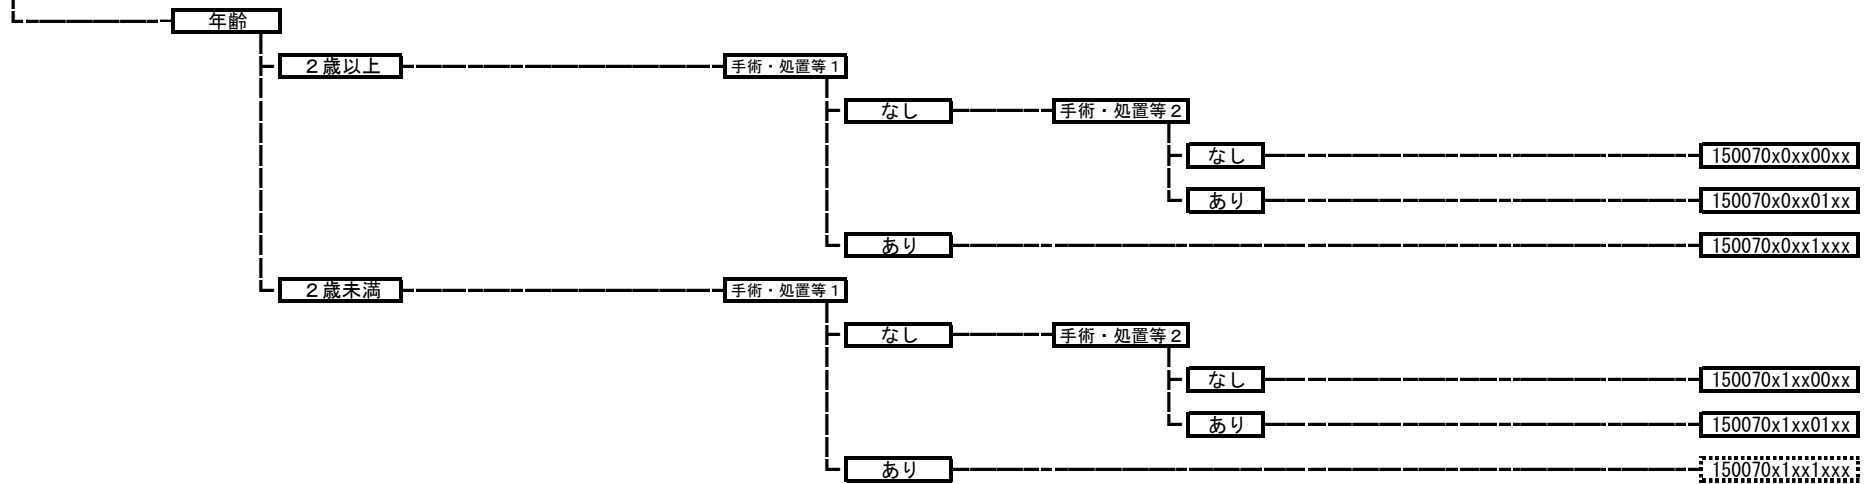 年齢
２歳以上 手術・処置等１
なし 手術・処置等２
なし 150070x0xx00xx
あり 150070x0xx01xx
あり 150070x0xx1xxx
２歳未満 手術・処置等１
なし 手術・処置等２
なし 150070x1xx00xx
あり 150070x1xx01xx
あり 150070x1xx1xxx